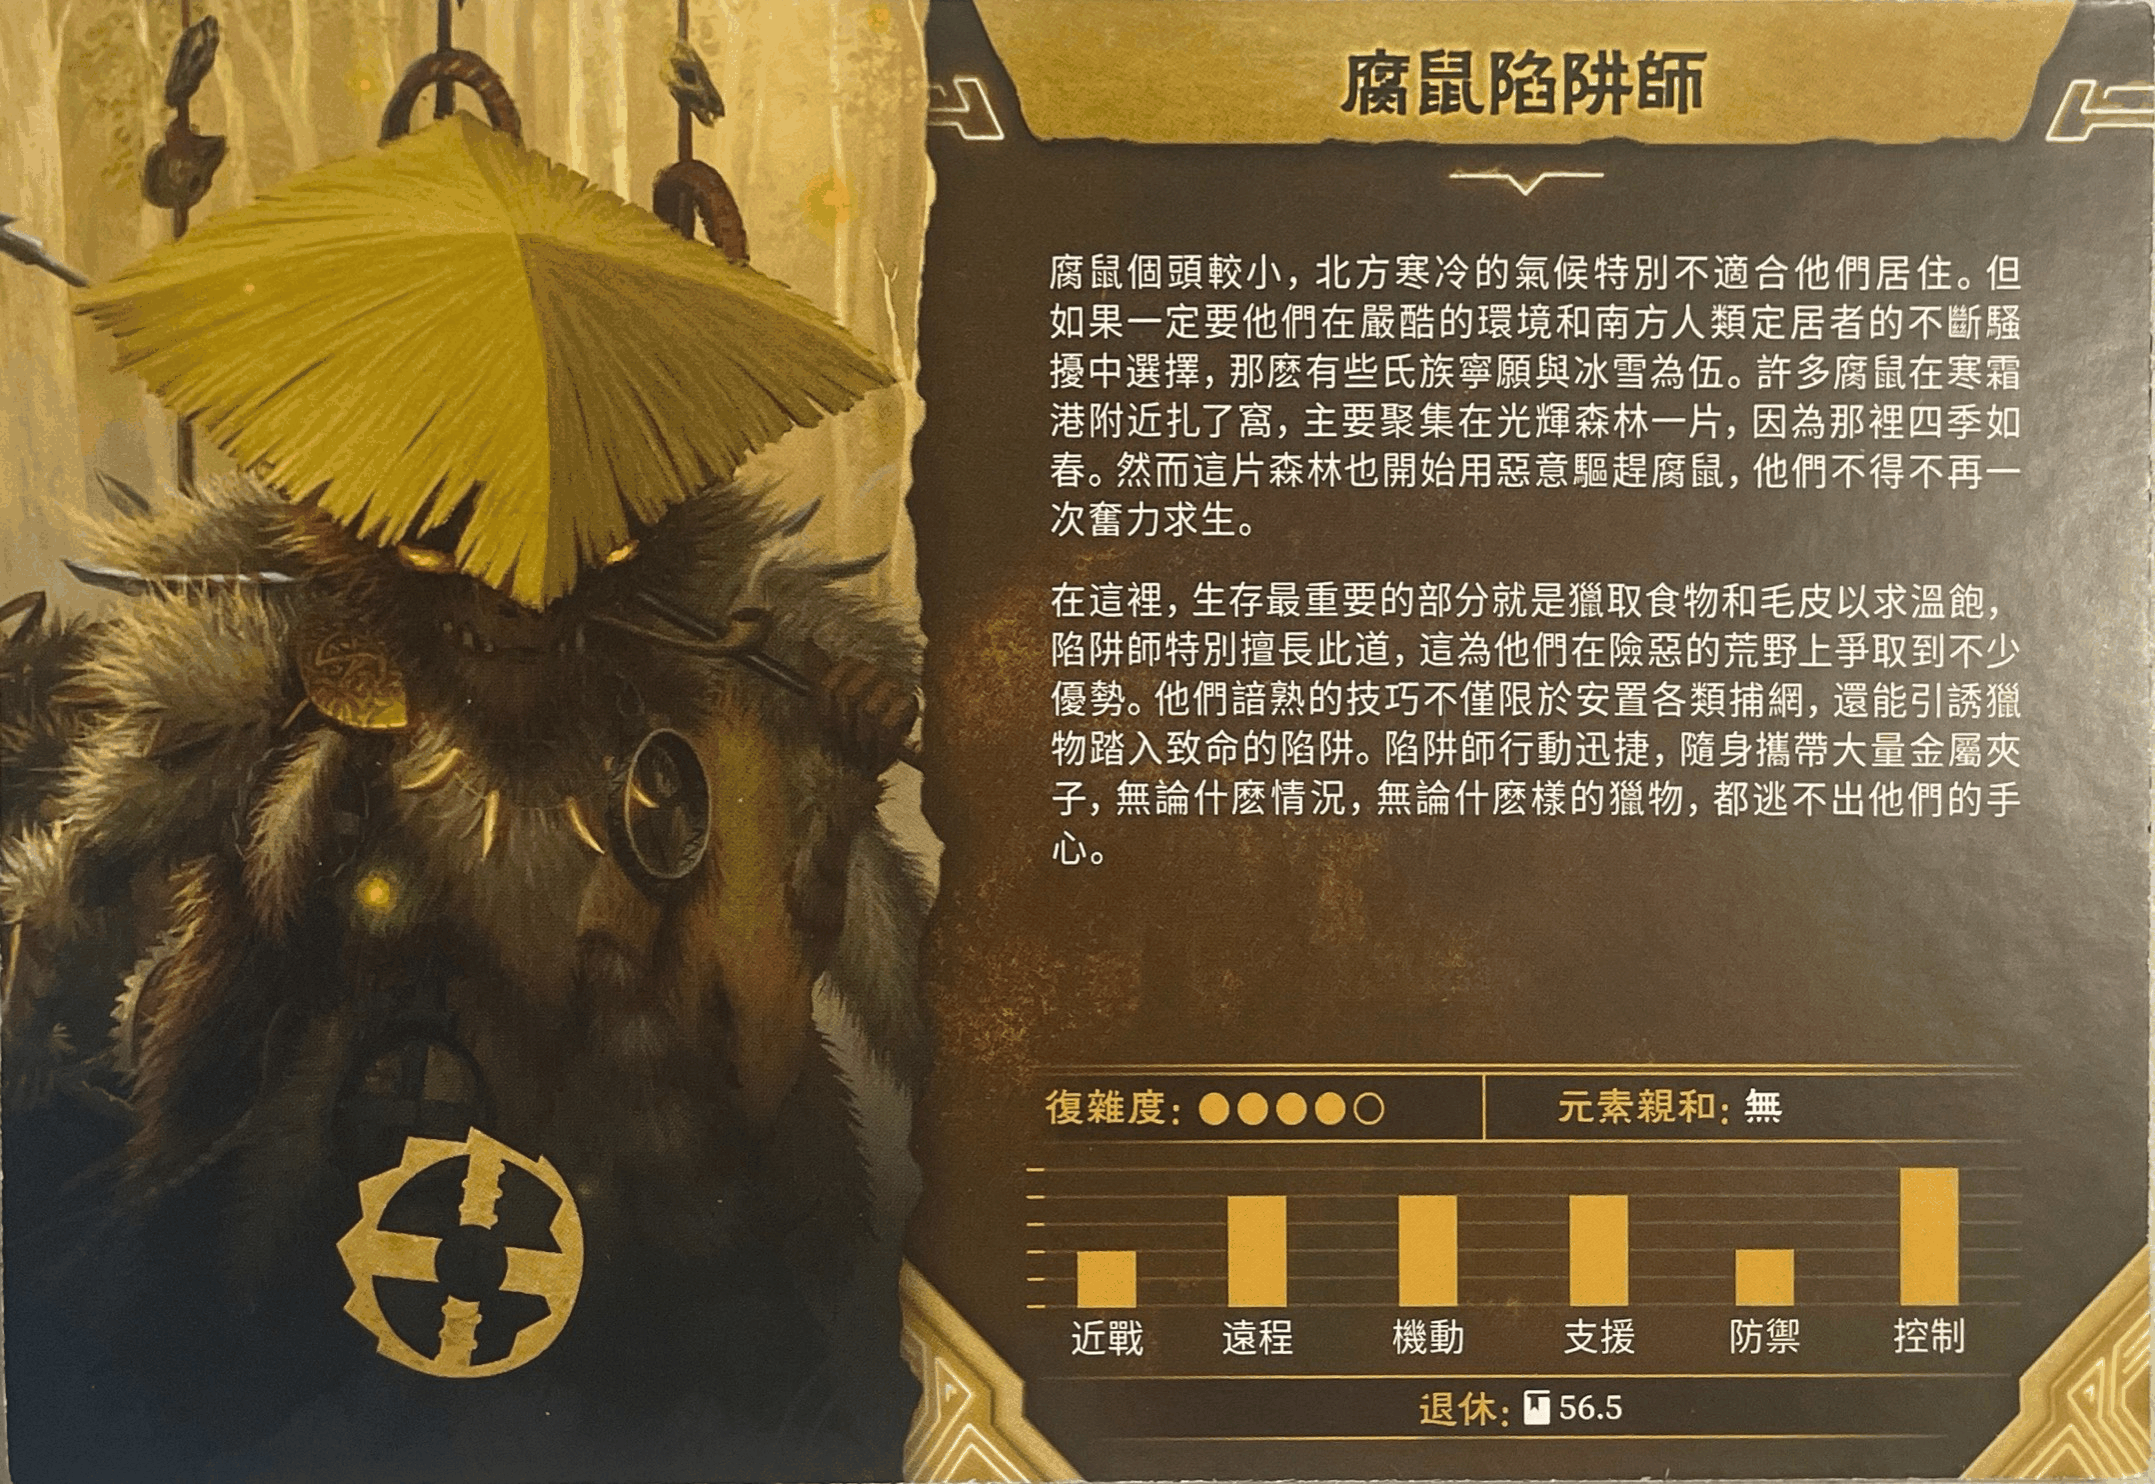 腐鼠陷阱師
腐鼠個頭較小，北方寒冷的氣候特別不適合他們居住。但
如果一定要他們在嚴酷的環境和南方人類定居者的不斷騷
擾中選擇，那麽有些氏族寧願與冰雪為伍。許多腐鼠在寒霜
港附近扎了窩，主要聚集在光輝森林一片，因為那裡四季如
春。然而這片森林也開始用惡意驅趕腐鼠，他們不得不再一
次奮力求生。
在這裡，生存最重要的部分就是獵取食物和毛皮以求溫飽，
陷阱師特別擅長此道，這為他們在險惡的荒野上爭取到不少
優勢。他們諳熟的技巧不僅限於安置各類捕網，還能引誘獵
物踏入致命的陷阱。陷阱師行動迅捷，隨身攜帶大量金屬夾
子，無論什麽情況，無論什麽樣的獵物，都逃不出他們的手
心。
復雜度：
元素親和：無
近戰 遠程 機動 支援 防禦 控制
退休： 56.5